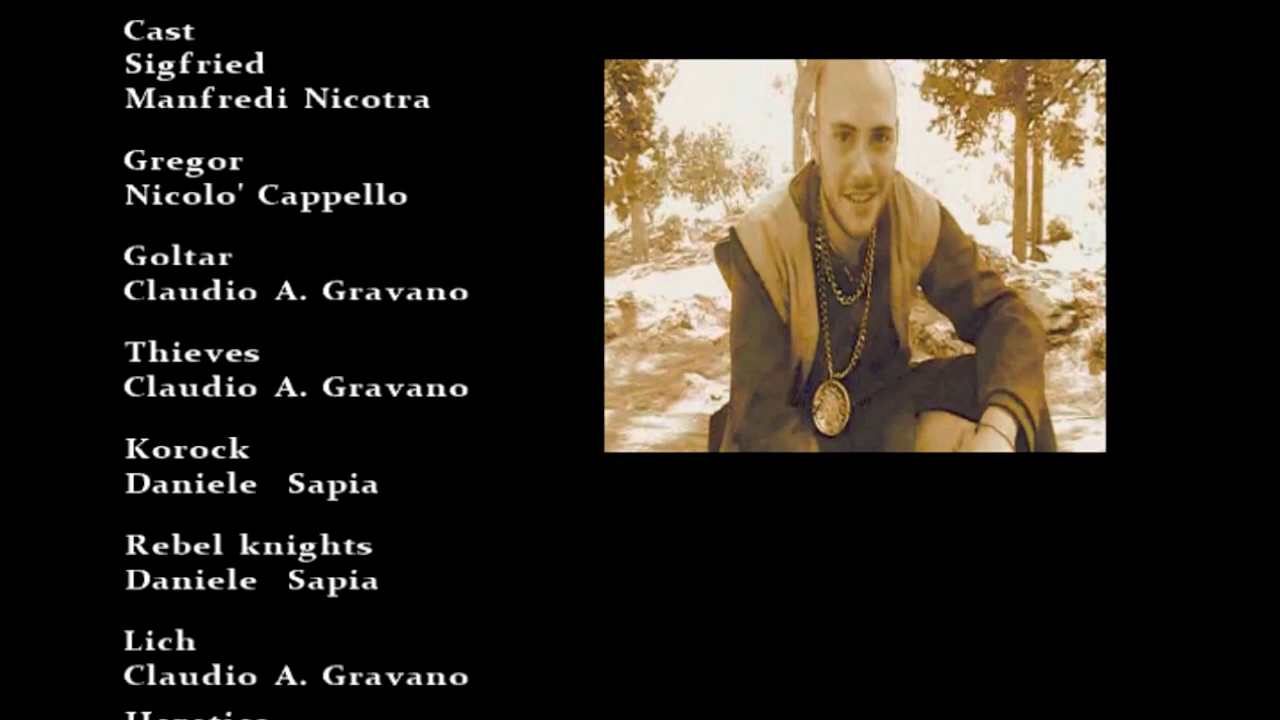 Cast
Sigfried
Manfredi Nicotra
Gregor
Nicolo' Cappello
Goltar
Claudio A. Gravano
Thieves
Claudio A. Gravano
Korock
Daniele Sapia
Rebel knights
Daniele Sapia
Lich
Claudio A. Gravano